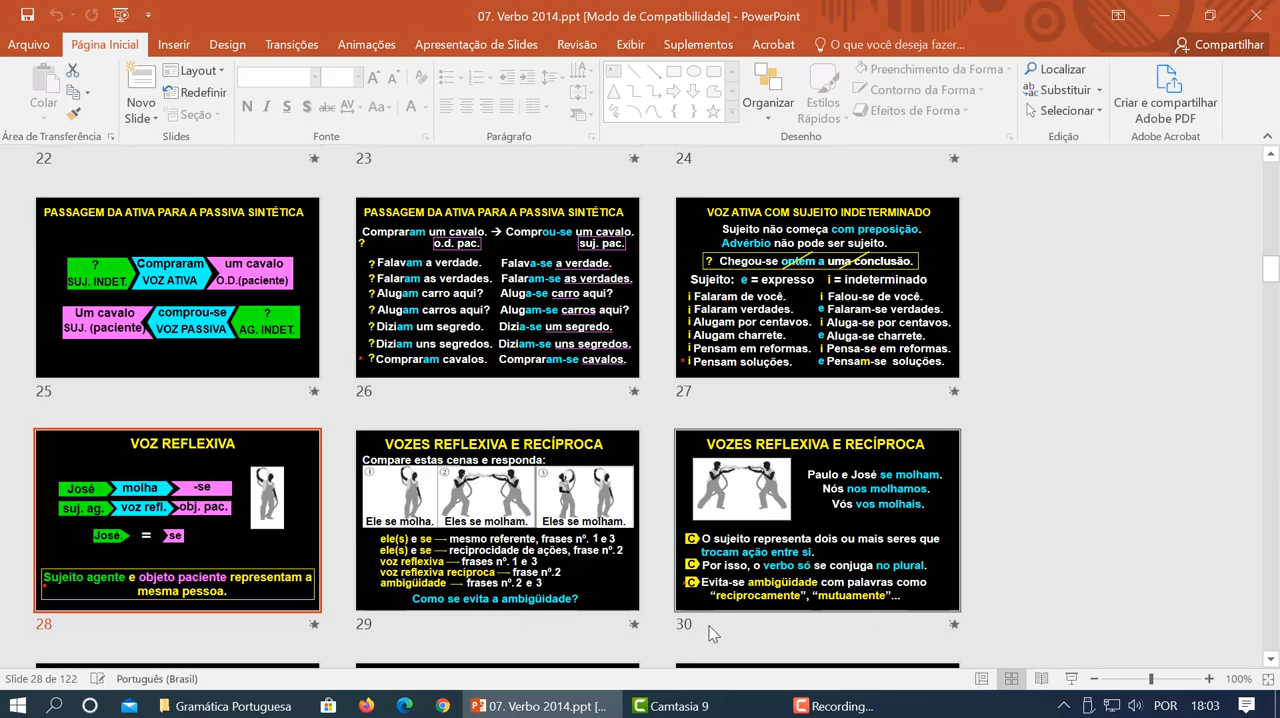 07. Verbo 2014.ppt [Modo de Compatibilidade] - PowerPoint
Arquivo
Página Inicial
Inserir
Design
Transições
Animações
Apresentação de Slides
Revisão
Exibir
Suplementos
Acrobat
O que você deseja fazer...
Compartilhar
Colar
Área de Transferência
Novo
Slide
Layout
Redefinir
Seção
Slides
N I S S abc AV Aa A
Fonte
Parágrafo
Organizar
Estilos
Rápidos
Preenchimento da Forma
Contorno da Forma
Efeitos de Forma
Desenho
Localizar
Substituir
Selecionar
Edição
Criar e compartilhar
Adobe PDF
Adobe Acrobat
22
23
24
PASSAGEM DA ATIVA PARA A PASSIVA SINTÉTICA
? Compraram um cavalo
SUJ. INDET. VOZ ATIVA O.D.(paciente)
Um cavalo comprou-se ?
SUJ. (paciente) VOZ PASSIVA AG. INDET.
25
PASSAGEM DA ATIVA PARA A PASSIVA SINTÉTICA
Compraram um cavalo. → Comprou-se um cavalo.
? o.d. pac. suj. pac.
? Falavam a verdade. Falava-se a verdade.
? Falaram as verdades. Falaram-se as verdades.
? Alugam carro aqui? Aluga-se carro aqui?
? Alugam carros aqui? Alugam-se carros aqui?
? Diziam um segredo. Dizia-se um segredo.
? Diziam uns segredos. Diziam-se uns segredos.
* ? Compraram cavalos. Compraram-se cavalos.
26
VOZ ATIVA COM SUJEITO INDETERMINADO
Sujeito não começa com preposição.
Advérbio não pode ser sujeito.
? Chegou-se ontem a uma conclusão.
Sujeito: e = expresso i = indeterminado
i Falaram de você. i Falou-se de você.
i Falaram verdades. e Falaram-se verdades.
i Alugam por centavos. i Aluga-se por centavos.
i Alugam charrete. e Aluga-se charrete.
i Pensam em reformas. i Pensa-se em reformas.
* i Pensam soluções. e Pensam-se soluções.
27
VOZ REFLEXIVA
José molha -se
suj. ag. voz refl. obj. pac.
José. = se
Sujeito agente e objeto paciente representam a
mesma pessoa.
28
VOZES REFLEXIVA E RECÍPROCA
Compare estas cenas e responda:
1 2 3
Ele se molha. Eles se molham. Eles se molham.
ele(s) e se — mesmo referente, frases nº. 1 e 3
ele(s) e se — reciprocidade de ações, frase nº. 2
voz reflexiva — frases nº. 1 e 3
voz reflexiva recíproca — frase nº.2
ambigüidade — frases nº. 2 e 3
Como se evita a ambigüidade?
29
VOZES REFLEXIVA E RECÍPROCA
Paulo e José se molham.
Nós nos molhamos.
Vós vos molhais.
C O sujeito representa dois ou mais seres que
trocam ação entre si.
C Por isso, o verbo só se conjuga no plural.
C Evita-se ambigüidade com palavras como
“reciprocamente”, “mutuamente”...
30
Slide 28 de 122
Português (Brasil)
100%
Gramática Portuguesa
07. Verbo 2014.ppt [...
Camtasia 9
Recording...
POR
18:03